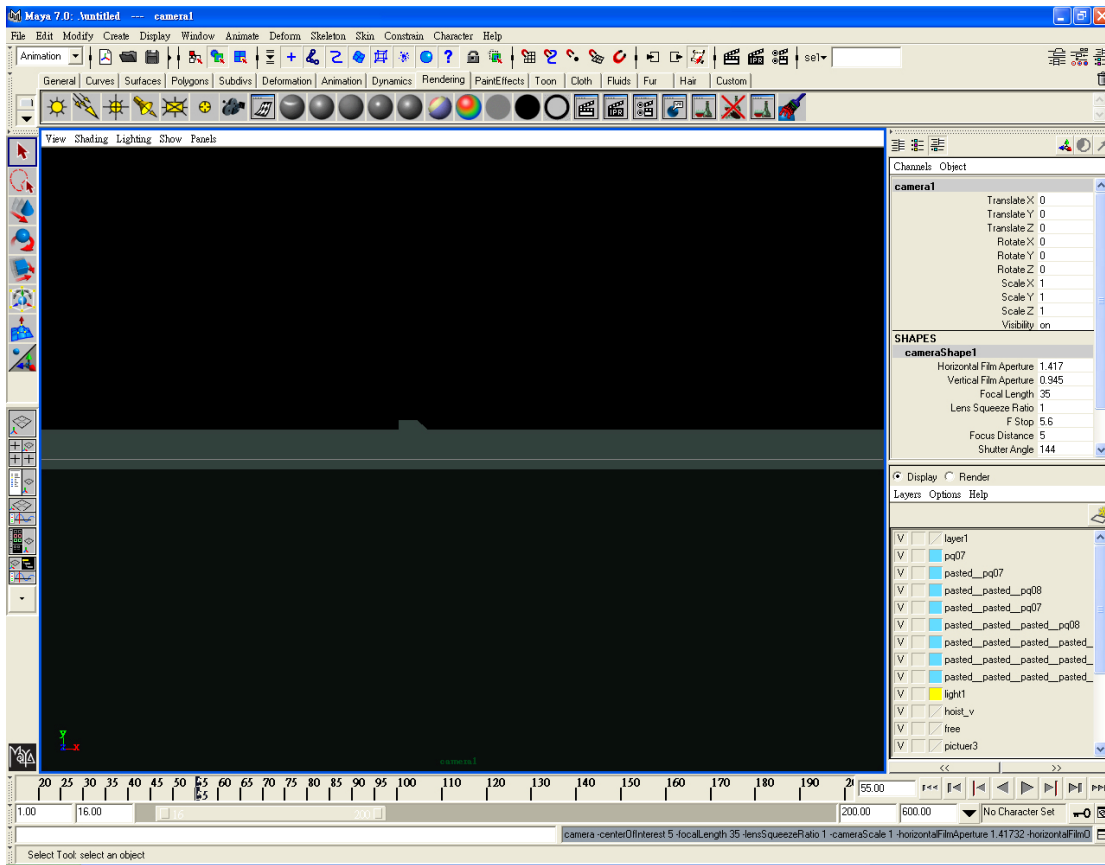 Maya 7.0: .\untitled --- camera1
File Edit Modify Create Display Window Animate Deform Skeleton Skin Constrain Character Help
Animation
sel
General Curves Surfaces Polygons Subdivs Deformation Animation Dynamics Rendering PaintEffects Toon Cloth Fluids Fur Hair Custom
IPR
View Shading Lighting Show Panels
Channels Object
camera1
Translate X 0
Translate Y 0
Translate Z 0
Rotate X 0
Rotate Y 0
Rotate Z 0
Scale X 1
Scale Y 1
Scale Z 1
Visibility on
SHAPES
cameraShape1
Horizontal Film Aperture 1.417
Vertical Film Aperture 0.945
Focal Length 35
Lens Squeeze Ratio 1
F Stop 5.6
Focus Distance 5
Shutter Angle 144
Display Render
Layers Options Help
V layer1
V pq07
V pasted__pq07
V pasted__pasted__pq08
V pasted__pasted__pq07
V pasted__pasted__pasted__pq08
V pasted__pasted__pasted__pasted_
V pasted__pasted__pasted__pasted_
V pasted__pasted__pasted__pasted_
V light1
V hoist_v
V free
V pictuer3
<< >>
y
x
camera1
MAYA
20 25 30 35 40 45 50 55 60 65 70 75 80 85 90 95 100 110 120 130 140 150 160 170 180 190 55.00
1.00 16.00 16 200 200.00 600.00 No Character Set
camera -centerOfInterest 5 -focalLength 35 -lensSqueezeRatio 1 -cameraScale 1 -horizontalFilmAperture 1.41732 -horizontalFilmO
Select Tool: select an object